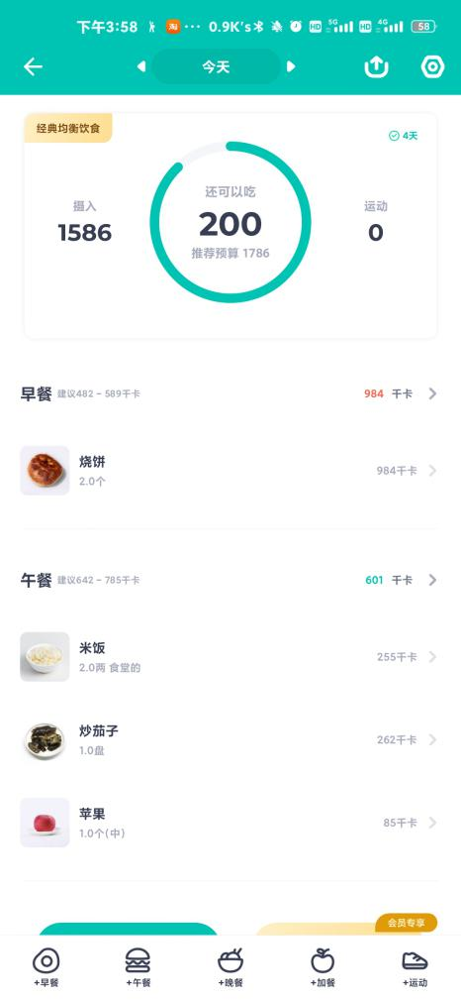 下午3:58 淘 ··· 0.9K's HD 5G HD 4G 58
今天
经典均衡饮食
4天
还可以吃
摄入
运动
1586
200
0
推荐预算 1786
早餐 建议482 - 589千卡 984 千卡
烧饼
2.0个
984千卡
午餐 建议642 - 785千卡 601 千卡
米饭
2.0两 食堂的
255千卡
炒茄子
1.0盘
262千卡
苹果
1.0个(中)
85千卡
会员专享
+早餐 +午餐 +晚餐 +加餐 +运动